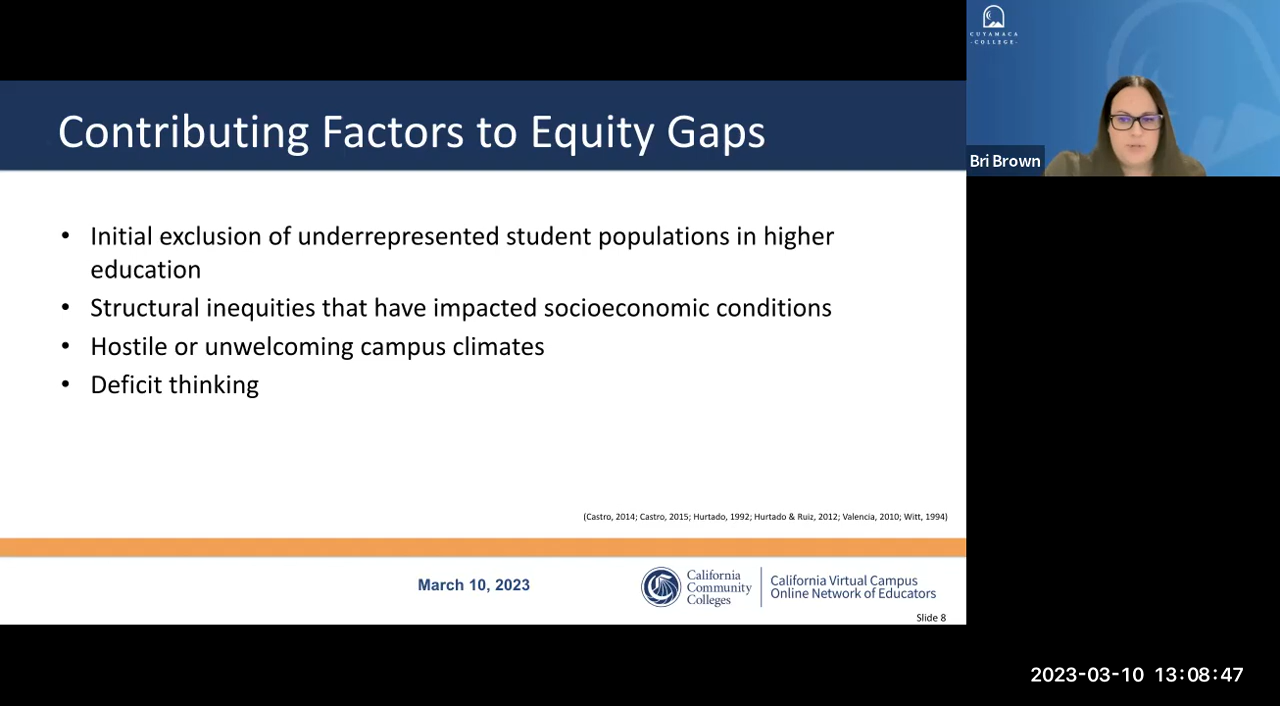 Contributing Factors to Equity Gaps
• Initial exclusion of underrepresented student populations in higher
education
• Structural inequities that have impacted socioeconomic conditions
• Hostile or unwelcoming campus climates
• Deficit thinking
(Castro, 2014; Castro, 2015; Hurtado, 1992; Hurtado & Ruiz, 2012; Valencia, 2010; Witt, 1994)
March 10, 2023
California
Community
Colleges
California Virtual Campus
Online Network of Educators
Slide 8
CUYAMACA
·COLLEGE·
Bri Brown
2023-03-10 13:08:47